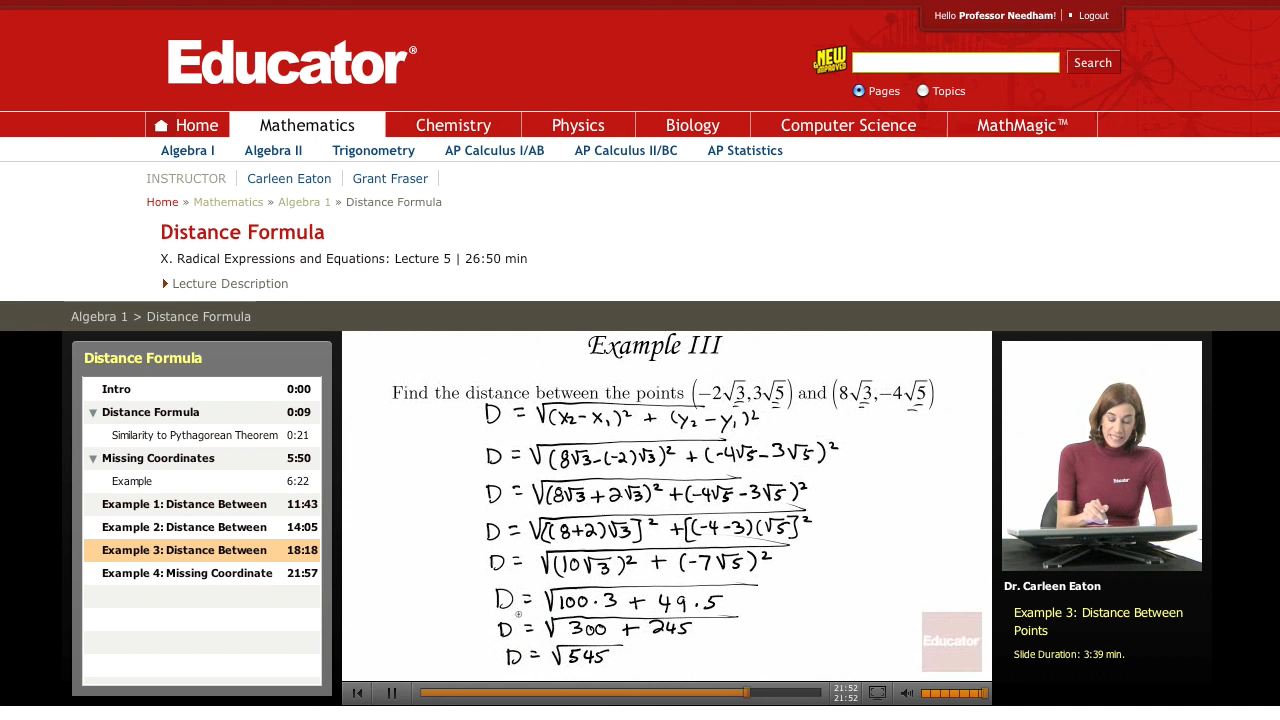 Hello Professor Needham! Logout
Educator®
NEW
& IMPROVED
Search
Pages Topics
Home Mathematics Chemistry Physics Biology Computer Science MathMagic™
Algebra I Algebra II Trigonometry AP Calculus I/AB AP Calculus II/BC AP Statistics
INSTRUCTOR Carleen Eaton Grant Fraser
Home » Mathematics » Algebra 1 » Distance Formula
Distance Formula
X. Radical Expressions and Equations: Lecture 5 | 26:50 min
Lecture Description
Algebra 1 > Distance Formula
Distance Formula
Intro 0:00
Distance Formula 0:09
Similarity to Pythagorean Theorem 0:21
Missing Coordinates 5:50
Example 6:22
Example 1: Distance Between 11:43
Example 2: Distance Between 14:05
Example 3: Distance Between 18:18
Example 4: Missing Coordinate 21:57
Example III
Find the distance between the points (−2√3,3√5) and (8√3,−4√5)
D = √(x₂−x₁)² + (y₂−y₁)²
D = √(8√3−(−2)√3)² + (−4√5−3√5)²
D = √(8√3+2√3)² +(−4√5−3√5)²
D = √[(8+2)√3]² +[(−4−3)(√5]²
D = √(10√3)² + (−7√5)²
D = √100·3 + 49·5
D = √300 + 245
D = √545
Educator
21:52
21:52
Educator
Dr. Carleen Eaton
Example 3: Distance Between
Points
Slide Duration: 3:39 min.